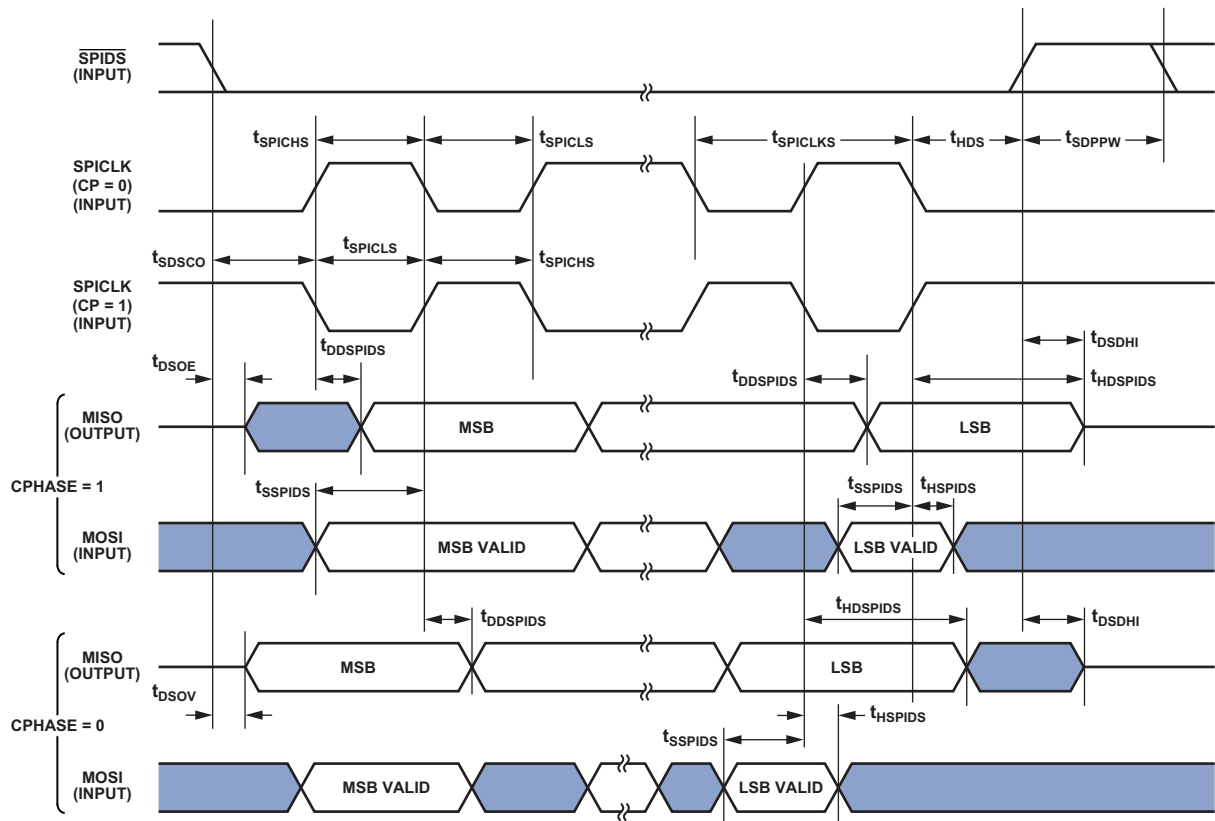 SPIDS
(INPUT)
tSPICHS
tSPICLS
tSPICLKS
tHDS
tSDPPW
SPICLK
(CP = 0)
(INPUT)
tSDSCO
tSPICLS
tSPICHS
SPICLK
(CP = 1)
(INPUT)
tDSOE
tDDSPIDS
tDDSPIDS
tDSDHI
tHDSPIDS
MISO
(OUTPUT)
MSB
LSB
CPHASE = 1
tSSPIDS
tSSPIDS
tHSPIDS
MOSI
(INPUT)
MSB VALID
LSB VALID
tDDSPIDS
tHDSPIDS
tDSDHI
MISO
(OUTPUT)
MSB
LSB
tDSOV
CPHASE = 0
tSSPIDS
tHSPIDS
MOSI
(INPUT)
MSB VALID
LSB VALID